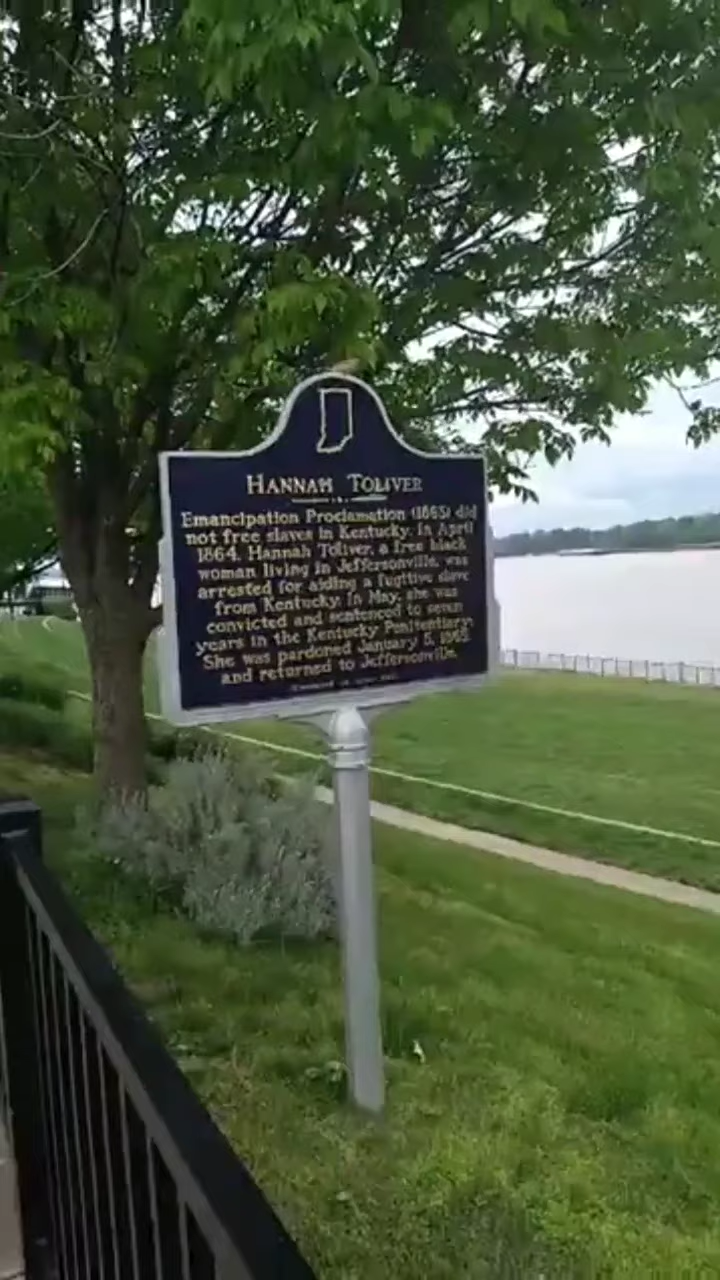 HANNAH TOLIVER
Emancipation Proclamation (1863) did
not free slaves in Kentucky. In April
1864, Hannah Toliver, a free black
woman living in Jeffersonville, was
arrested for aiding a fugitive slave
from Kentucky. In May, she was
convicted and sentenced to seven
years in the Kentucky Penitentiary.
She was pardoned January 5, 1865
and returned to Jeffersonville.